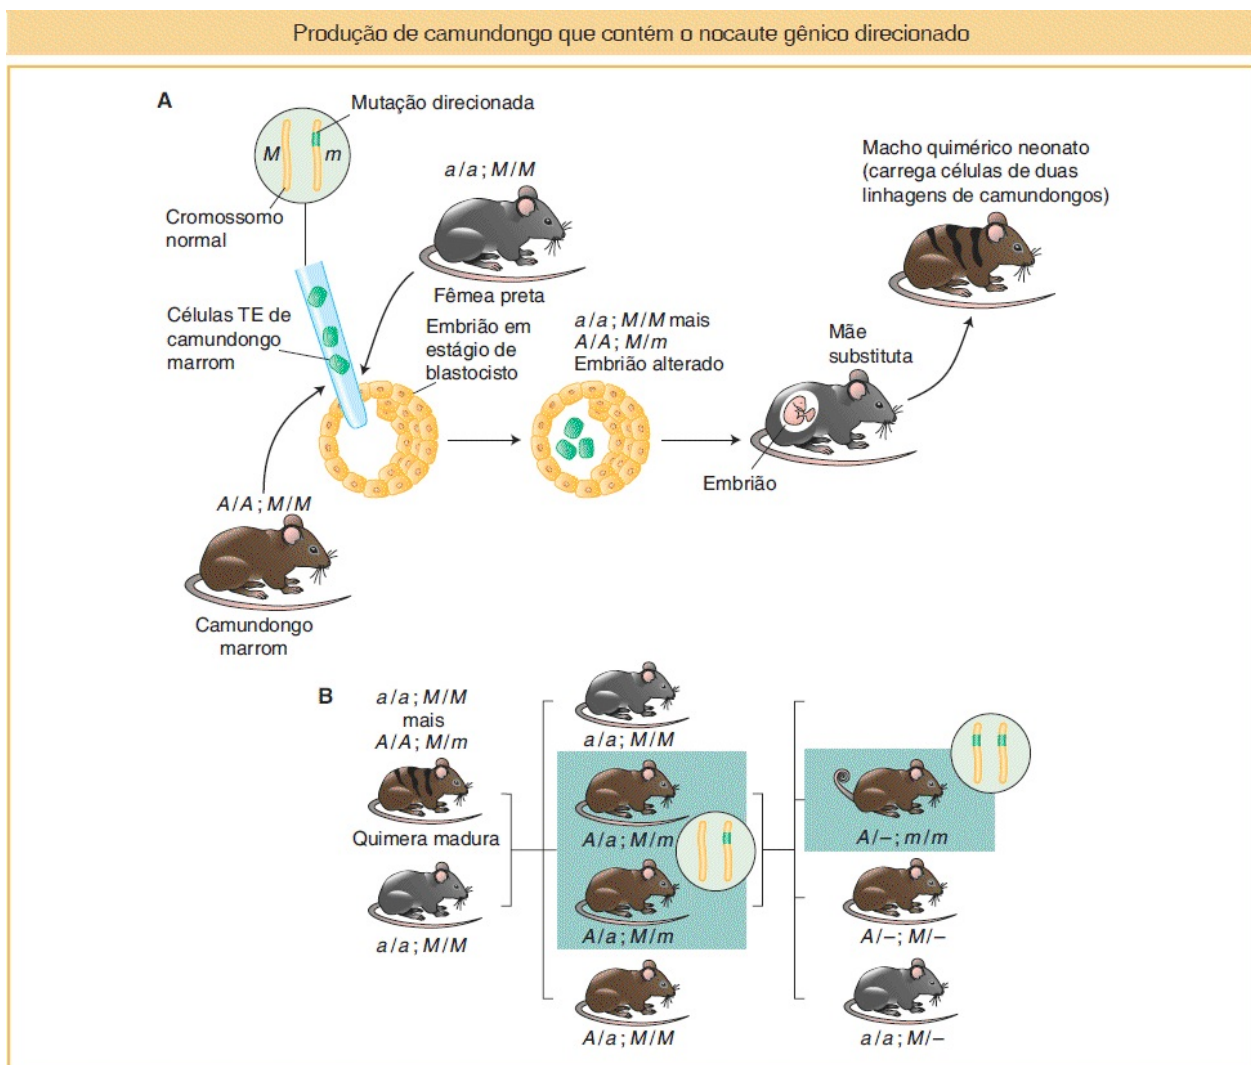 Produção de camundongo que contém o nocaute gênico direcionado
A
Mutação direcionada
M
m
Cromossomo
normal
a/a; M/M
Fêmea preta
Macho quimérico neonato
(carrega células de duas
linhagens de camundongos)
Células TE de
camundongo
marrom
Embrião em
estágio de
blastocisto
a/a; M/M mais
A/A; M/m
Embrião alterado
Mãe
substituta
Embrião
A/A; M/M
Camundongo
marrom
B
a/a; M/M
mais
A/A; M/m
Quimera madura
a/a; M/M
a/a; M/M
A/a; M/m
A/a; M/m
A/a; M/M
A/–; m/m
A/–; M/–
a/a; M/–